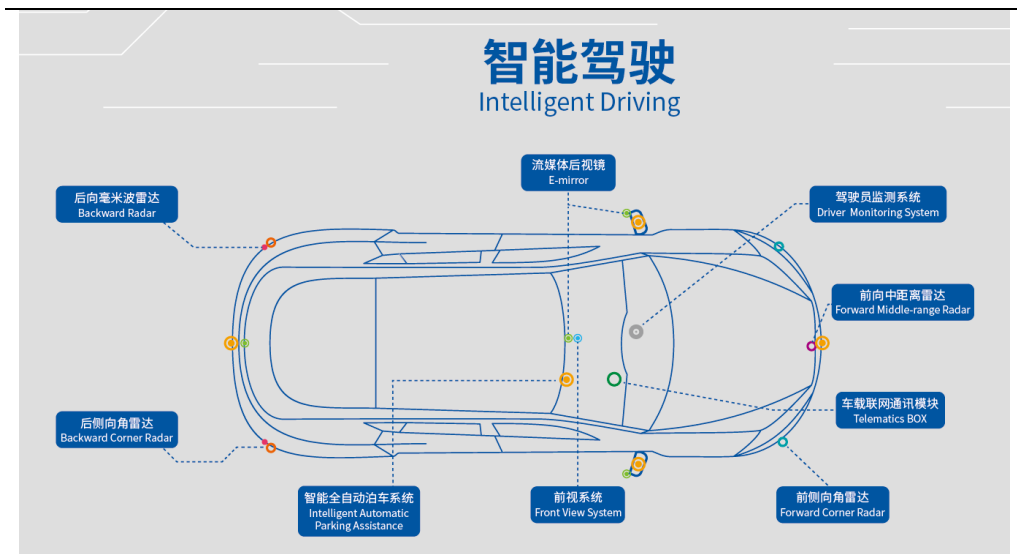 智能驾驶
Intelligent Driving
流媒体后视镜
E-mirror
后向毫米波雷达
Backward Radar
驾驶员监测系统
Driver Monitoring System
前向中距离雷达
Forward Middle-range Radar
车载联网通讯模块
Telematics BOX
后侧向角雷达
Backward Corner Radar
智能全自动泊车系统
Intelligent Automatic
Parking Assistance
前视系统
Front View System
前侧向角雷达
Forward Corner Radar